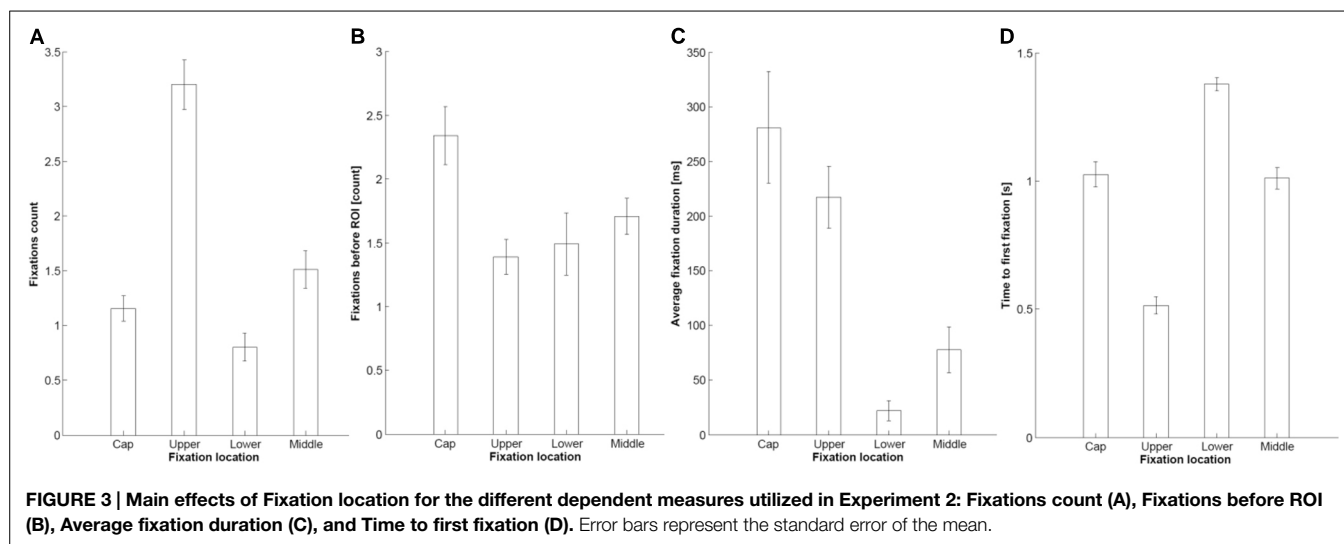 A
3.5
3
2.5
2
1.5
1
0.5
0
Fixations count
Cap Upper Lower Middle
Fixation location
B
3
2.5
2
1.5
1
0.5
0
Fixations before ROI [count]
Cap Upper Lower Middle
Fixation location
C
350
300
250
200
150
100
50
0
Average fixation duration [ms]
Cap Upper Lower Middle
Fixation location
D
1.5
1
0.5
0
Time to first fixation [s]
Cap Upper Lower Middle
Fixation location
FIGURE 3 | Main effects of Fixation location for the different dependent measures utilized in Experiment 2: Fixations count (A), Fixations before ROI
(B), Average fixation duration (C), and Time to first fixation (D). Error bars represent the standard error of the mean.